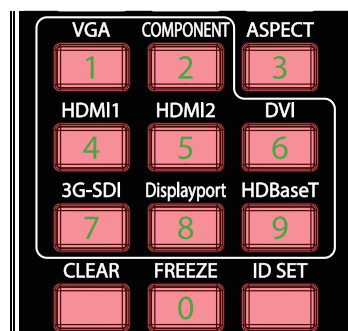 VGA COMPONENT ASPECT
1 2 3
HDMI1 HDMI2 DVI
4 5 6
3G-SDI Displayport HDBaseT
7 8 9
CLEAR FREEZE ID SET
0